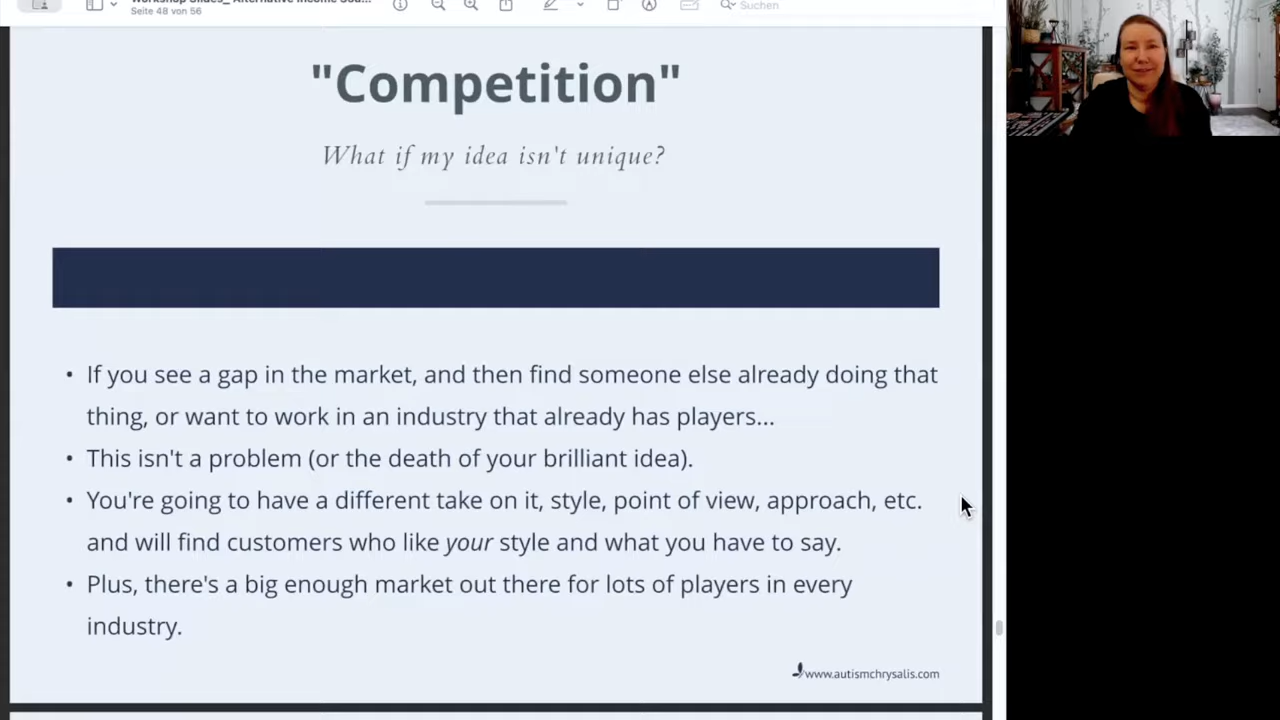 Workshop Slides_ Alternative Income Sou...
Seite 48 von 56
Suchen
"Competition"
What if my idea isn't unique?
• If you see a gap in the market, and then find someone else already doing that
thing, or want to work in an industry that already has players...
• This isn't a problem (or the death of your brilliant idea).
• You're going to have a different take on it, style, point of view, approach, etc.
and will find customers who like your style and what you have to say.
• Plus, there's a big enough market out there for lots of players in every
industry.
www.autismchrysalis.com